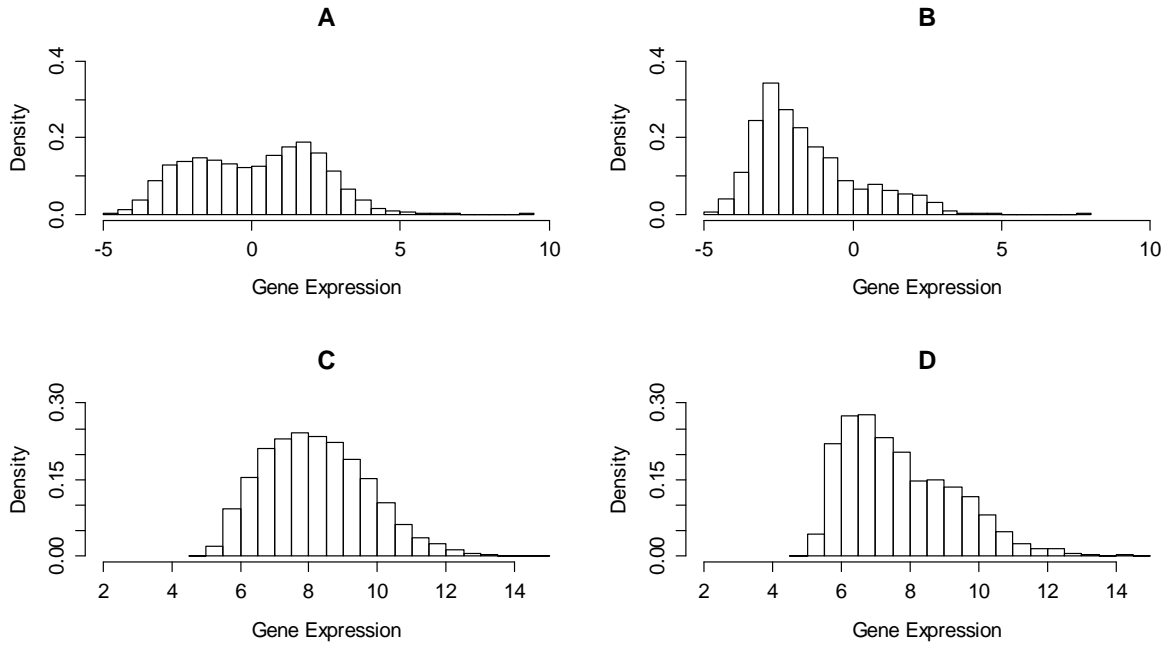 A
B
Density
0.0 0.2 0.4
-5 0 5 10
Gene Expression
Density
0.0 0.2 0.4
-5 0 5 10
Gene Expression
C
D
Density
0.00 0.15 0.30
2 4 6 8 10 12 14
Gene Expression
Density
0.00 0.15 0.30
2 4 6 8 10 12 14
Gene Expression